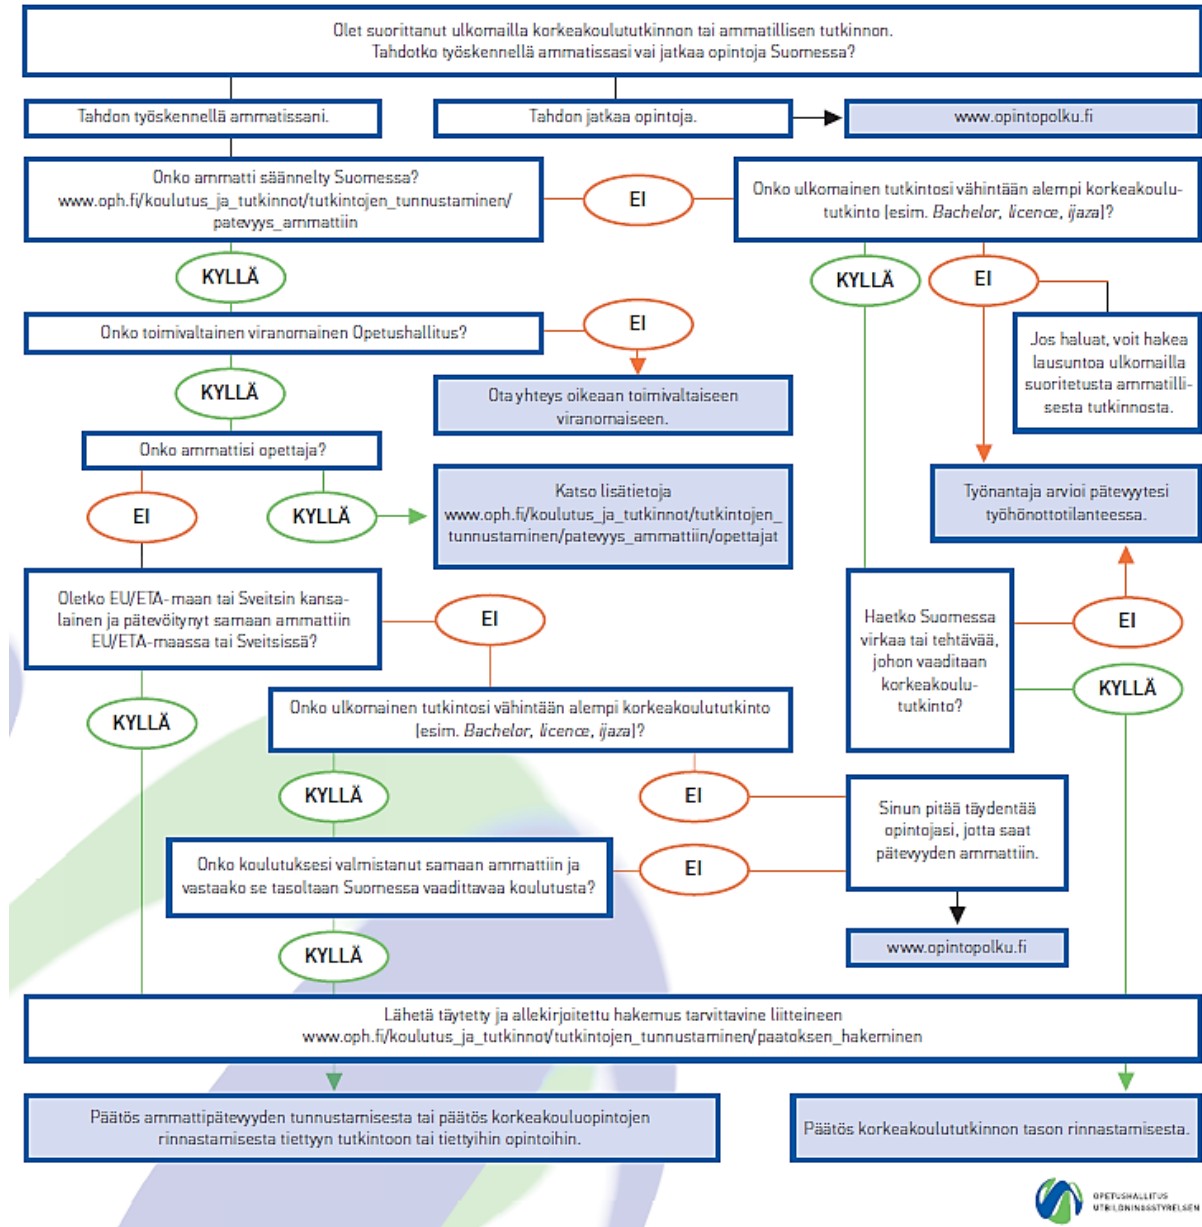 Olet suorittanut ulkomailla korkeakoulututkinnon tai ammatillisen tutkinnon.
Tahdotko työskennellä ammatissasi vai jatkaa opintoja Suomessa?
Tahdon työskennellä ammatissani.
Tahdon jatkaa opintoja.
www.opintopolku.fi
Onko ammatti säännelty Suomessa?
www.oph.fi/koulutus_ja_tutkinnot/tutkintojen_tunnustaminen/
patevyys_ammattiin
EI
Onko ulkomainen tutkintosi vähintään alempi korkeakoulu-
tutkinto (esim. Bachelor, licence, ijaza)?
KYLLÄ
KYLLÄ
EI
Onko toimivaltainen viranomainen Opetushallitus?
EI
Jos haluat, voit hakea
lausuntoa ulkomailla
suoritetusta ammatilli-
sesta tutkinnosta.
KYLLÄ
Ota yhteys oikeaan toimivaltaiseen
viranomaiseen.
Onko ammattisi opettaja?
EI
KYLLÄ
Katso lisätietoja
www.oph.fi/koulutus_ja_tutkinnot/tutkintojen_
tunnustaminen/patevyys_ammattiin/opettajat
Työnantaja arvioi pätevyytesi
työhönottotilanteessa.
Oletko EU/ETA-maan tai Sveitsin kansa-
lainen ja pätevöitynyt samaan ammattiin
EU/ETA-maassa tai Sveitsissä?
EI
Haetko Suomessa
virkaa tai tehtävää,
johon vaaditaan
korkeakoulu-
tutkinto?
EI
KYLLÄ
KYLLÄ
Onko ulkomainen tutkintosi vähintään alempi korkeakoulututkinto
(esim. Bachelor, licence, ijaza)?
KYLLÄ
EI
Sinun pitää täydentää
opintojasi, jotta saat
pätevyyden ammattiin.
Onko koulutuksesi valmistanut samaan ammattiin ja
vastaako se tasoltaan Suomessa vaadittavaa koulutusta?
EI
KYLLÄ
www.opintopolku.fi
Lähetä täytetty ja allekirjoitettu hakemus tarvittavine liitteineen
www.oph.fi/koulutus_ja_tutkinnot/tutkintojen_tunnustaminen/paatoksen_hakeminen
Päätös ammattipätevyyden tunnustamisesta tai päätös korkeakouluopintojen
rinnastamisesta tiettyyn tutkintoon tai tiettyihin opintoihin.
Päätös korkeakoulututkinnon tason rinnastamisesta.
OPETUSHALLITUS
UTBILDNINGSSTYRELSEN